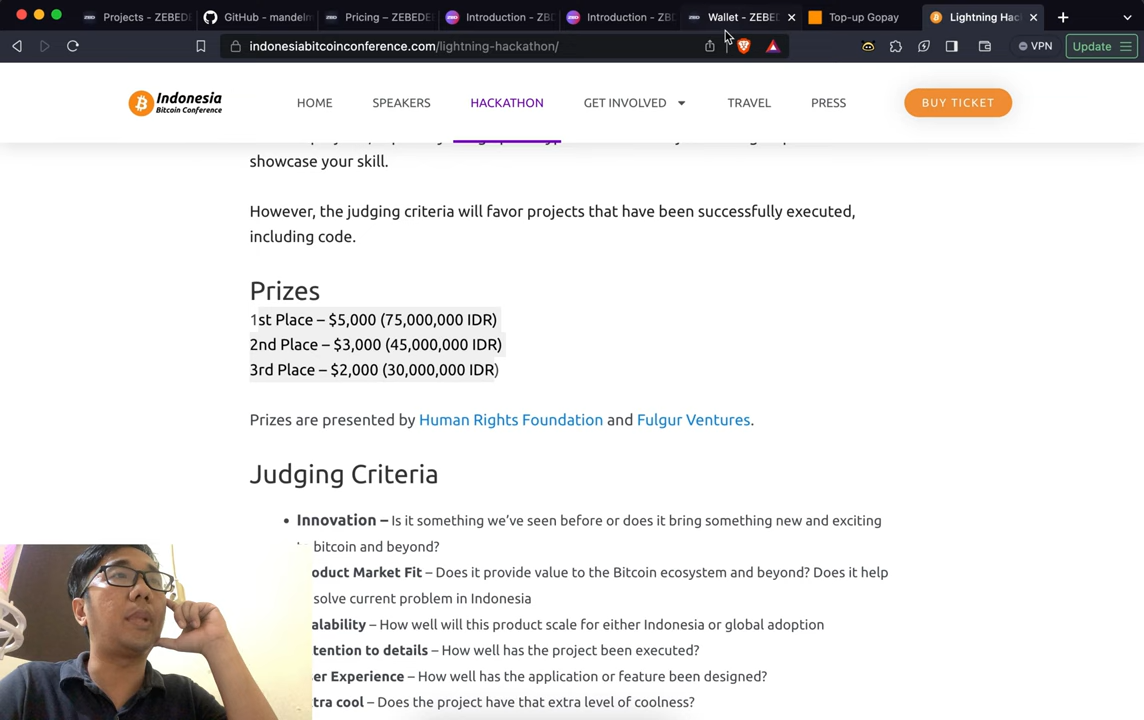 Projects - ZEBEDE
GitHub - mandelm
Pricing – ZEBEDE
Introduction - ZBD
Introduction - ZBD
Wallet - ZEBED
Top-up Gopay
Lightning Hac
indonesiabitcoinconference.com/lightning-hackathon/
VPN
Update
Indonesia
Bitcoin Conference
HOME
SPEAKERS
HACKATHON
GET INVOLVED
TRAVEL
PRESS
BUY TICKET
showcase your skill.
However, the judging criteria will favor projects that have been successfully executed,
including code.
Prizes
1st Place – $5,000 (75,000,000 IDR)
2nd Place – $3,000 (45,000,000 IDR)
3rd Place – $2,000 (30,000,000 IDR)
Prizes are presented by Human Rights Foundation and Fulgur Ventures.
Judging Criteria
• Innovation – Is it something we've seen before or does it bring something new and exciting
bitcoin and beyond?
oduct Market Fit – Does it provide value to the Bitcoin ecosystem and beyond? Does it help
solve current problem in Indonesia
alability – How well will this product scale for either Indonesia or global adoption
tention to details – How well has the project been executed?
er Experience – How well has the application or feature been designed?
tra cool – Does the project have that extra level of coolness?